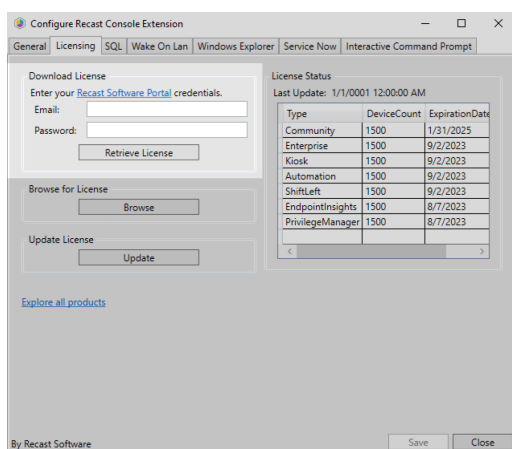 Configure Recast Console Extension
General Licensing SQL Wake On Lan Windows Explorer Service Now Interactive Command Prompt
Download License
Enter your Recast Software Portal credentials.
Email:
Password:
Retrieve License
Browse for License
Browse
Update License
Update
Explore all products
License Status
Last Update: 1/1/0001 12:00:00 AM
Type DeviceCount ExpirationDate
Community 1500 1/31/2025
Enterprise 1500 9/2/2023
Kiosk 1500 9/2/2023
Automation 1500 9/2/2023
ShiftLeft 1500 9/2/2023
EndpointInsights 1500 8/7/2023
PrivilegeManager 1500 8/7/2023
By Recast Software
Save Close